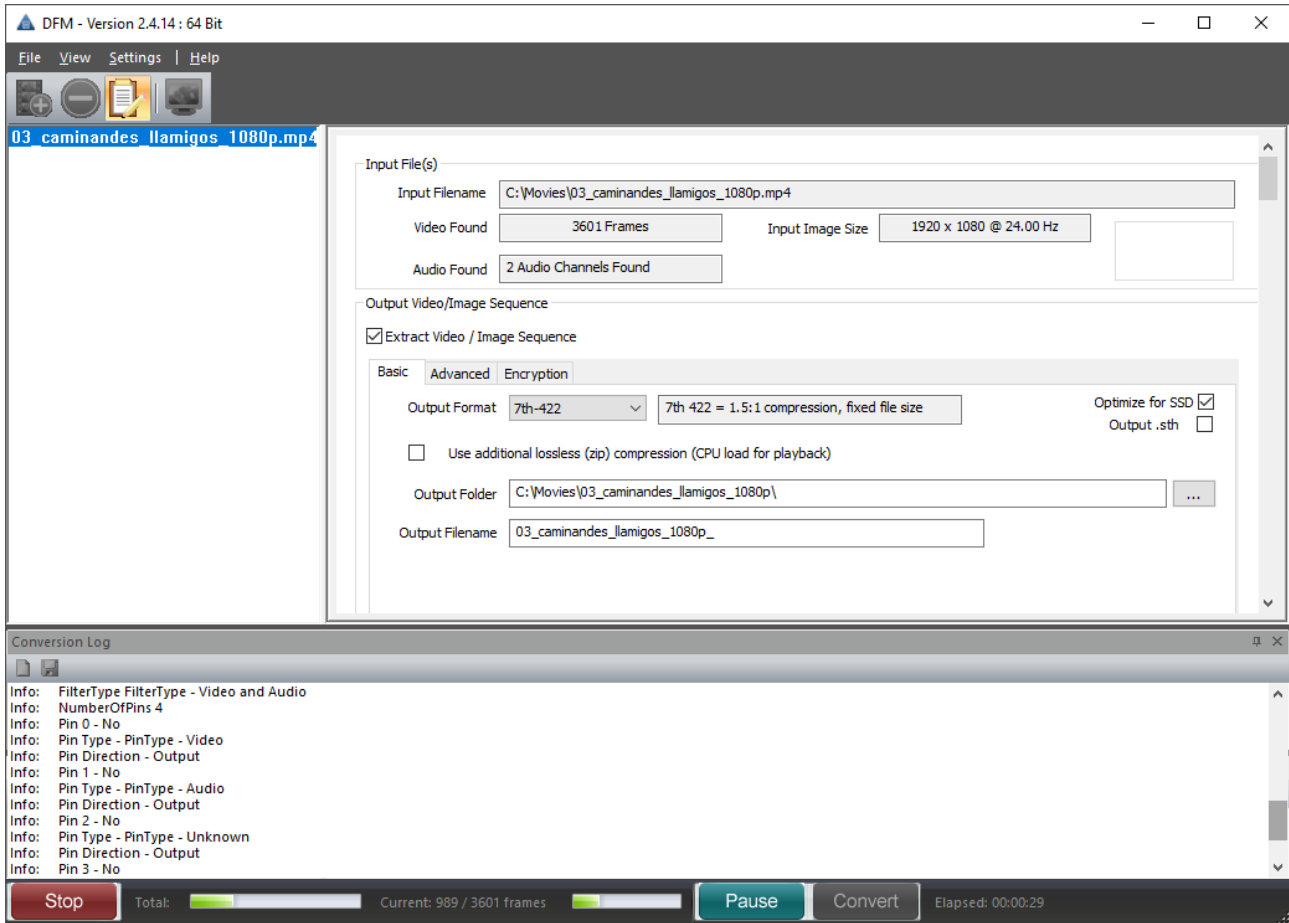 DFM - Version 2.4.14 : 64 Bit
File View Settings | Help
03_caminandes_llamigos_1080p.mp4
Input File(s)
Input Filename C:\Movies\03_caminandes_llamigos_1080p.mp4
Video Found 3601 Frames Input Image Size 1920 x 1080 @ 24.00 Hz
Audio Found 2 Audio Channels Found
Output Video/Image Sequence
Extract Video / Image Sequence
Basic Advanced Encryption
Output Format 7th-422 7th 422 = 1.5:1 compression, fixed file size Optimize for SSD
Output .sth
Use additional lossless (zip) compression (CPU load for playback)
Output Folder C:\Movies\03_caminandes_llamigos_1080p\ ...
Output Filename 03_caminandes_llamigos_1080p_
Conversion Log
Info: FilterType FilterType - Video and Audio
Info: NumberOfPins 4
Info: Pin 0 - No
Info: Pin Type - PinType - Video
Info: Pin Direction - Output
Info: Pin 1 - No
Info: Pin Type - PinType - Audio
Info: Pin Direction - Output
Info: Pin 2 - No
Info: Pin Type - PinType - Unknown
Info: Pin Direction - Output
Info: Pin 3 - No
Stop Total: Current: 989 / 3601 frames Pause Convert Elapsed: 00:00:29